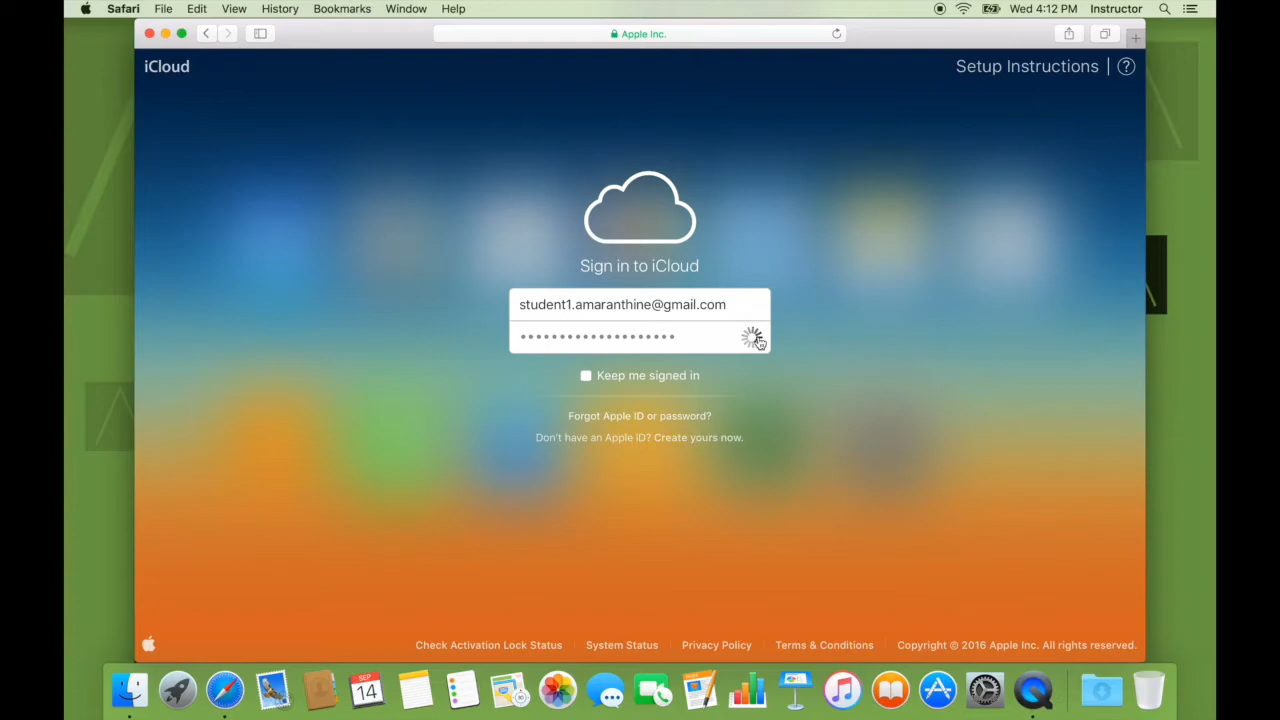 Safari File Edit View History Bookmarks Window Help Wed 4:12 PM Instructor
Apple Inc.
iCloud
Setup Instructions | ?
Sign in to iCloud
student1.amaranthine@gmail.com
Keep me signed in
Forgot Apple ID or password?
Don't have an Apple ID? Create yours now.
Check Activation Lock Status System Status Privacy Policy Terms & Conditions Copyright © 2016 Apple Inc. All rights reserved.
SEP
14